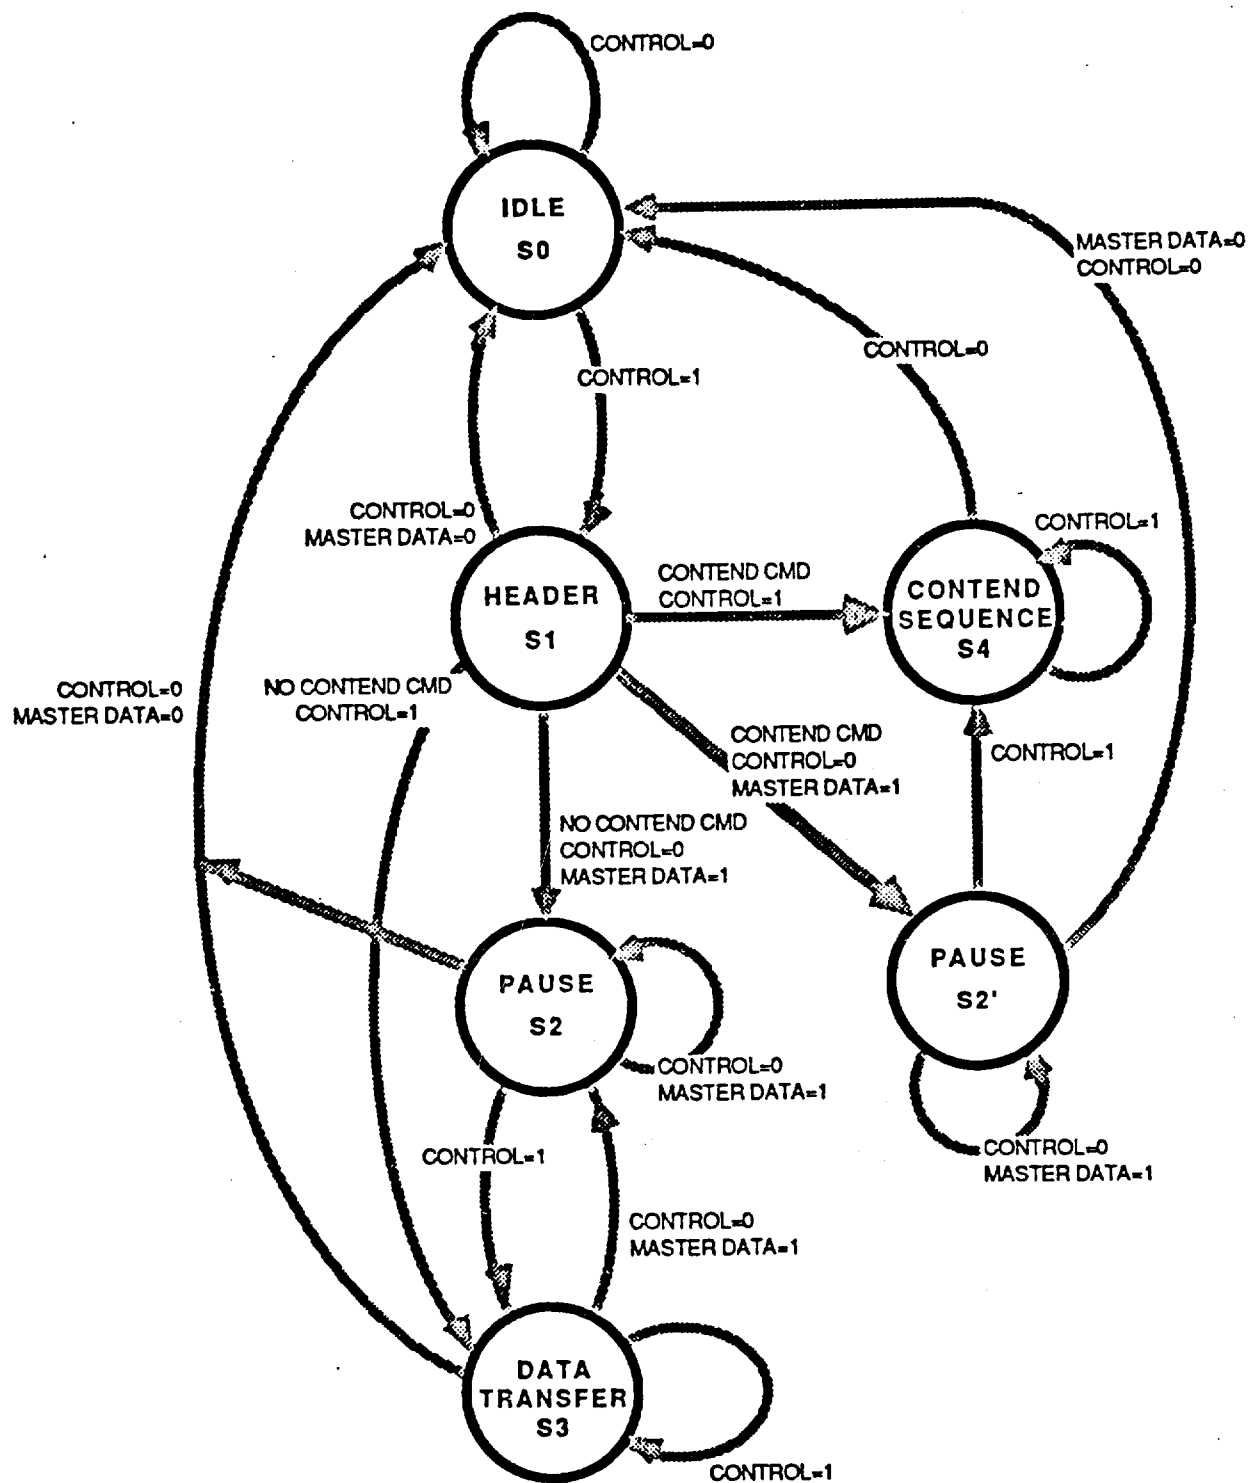 CONTROL=0
IDLE
S0
MASTER DATA=0
CONTROL=0
CONTROL=0
CONTROL=1
CONTROL=0
MASTER DATA=0
CONTROL=1
HEADER
S1
CONTEND CMD
CONTROL=1
CONTEND
SEQUENCE
S4
CONTROL=0
MASTER DATA=0
NO CONTEND CMD
CONTROL=1
CONTEND CMD
CONTROL=0
MASTER DATA=1
CONTROL=1
NO CONTEND CMD
CONTROL=0
MASTER DATA=1
PAUSE
S2
PAUSE
S2'
CONTROL=0
MASTER DATA=1
CONTROL=1
CONTROL=0
MASTER DATA=1
CONTROL=0
MASTER DATA=1
DATA
TRANSFER
S3
CONTROL=1